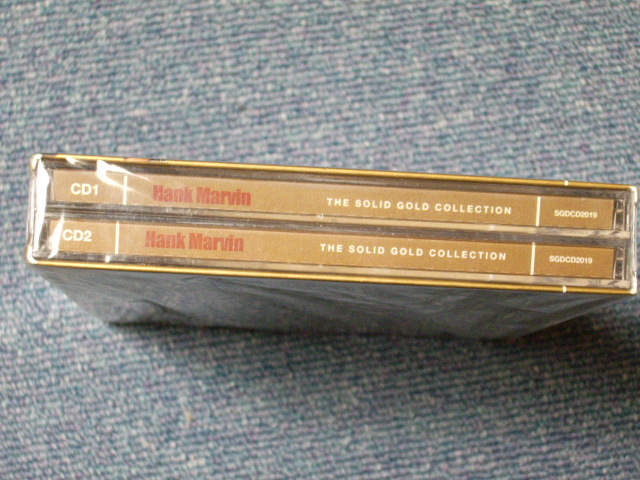 CD1 Hank Marvin THE SOLID GOLD COLLECTION SGDCD2019
CD2 Hank Marvin THE SOLID GOLD COLLECTION SGDCD2019